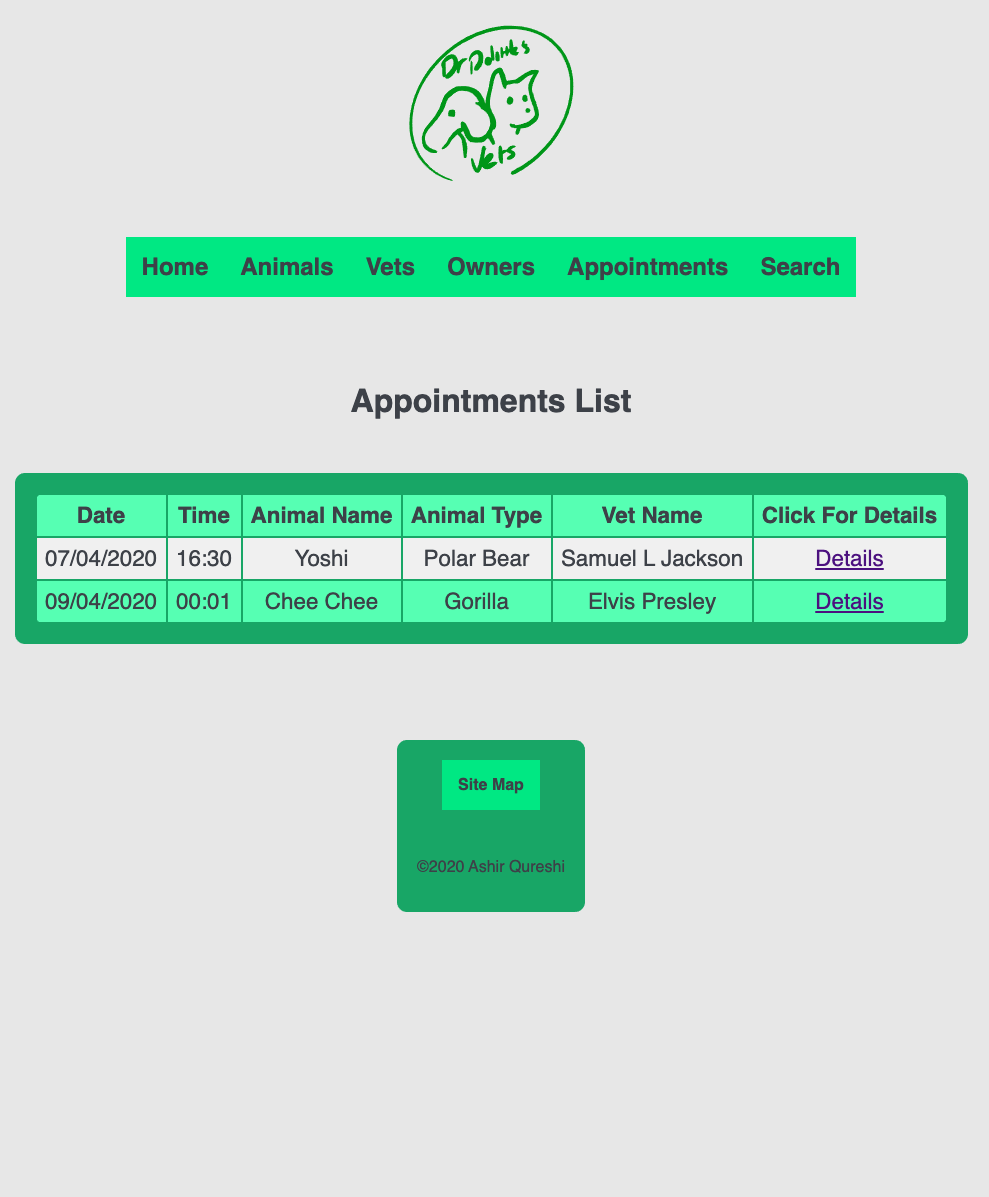 Dr Dolittle's
Vets
Home Animals Vets Owners Appointments Search
Appointments List
Date Time Animal Name Animal Type Vet Name Click For Details
07/04/2020 16:30 Yoshi Polar Bear Samuel L Jackson Details
09/04/2020 00:01 Chee Chee Gorilla Elvis Presley Details
Site Map
©2020 Ashir Qureshi